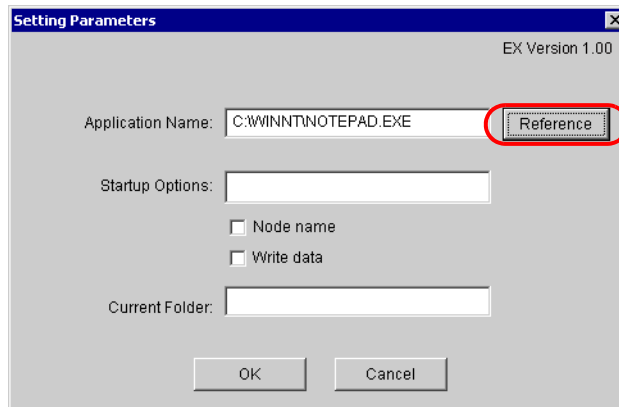 Setting Parameters
EX Version 1.00
Application Name: C:\WINNT\NOTEPAD.EXE Reference
Startup Options:
Node name
Write data
Current Folder:
OK Cancel